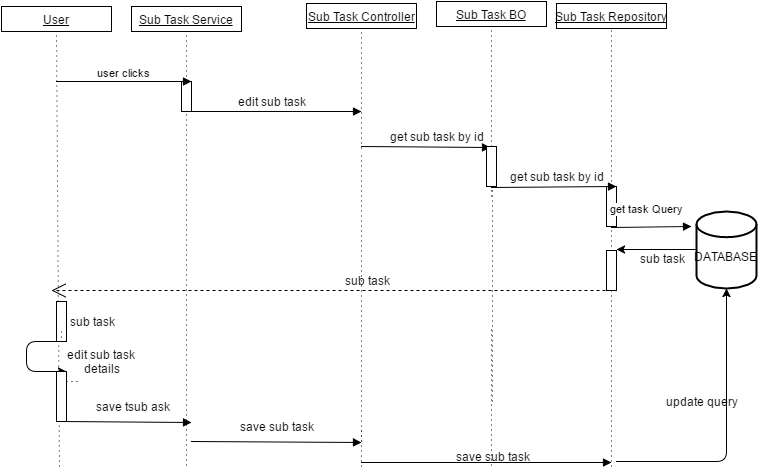 User
Sub Task Service
Sub Task Controller
Sub Task BO
Sub Task Repository
user clicks
edit sub task
get sub task by id
get sub task by id
get task Query
DATABASE
sub task
sub task
sub task
edit sub task
details
save tsub ask
update query
save sub task
save sub task